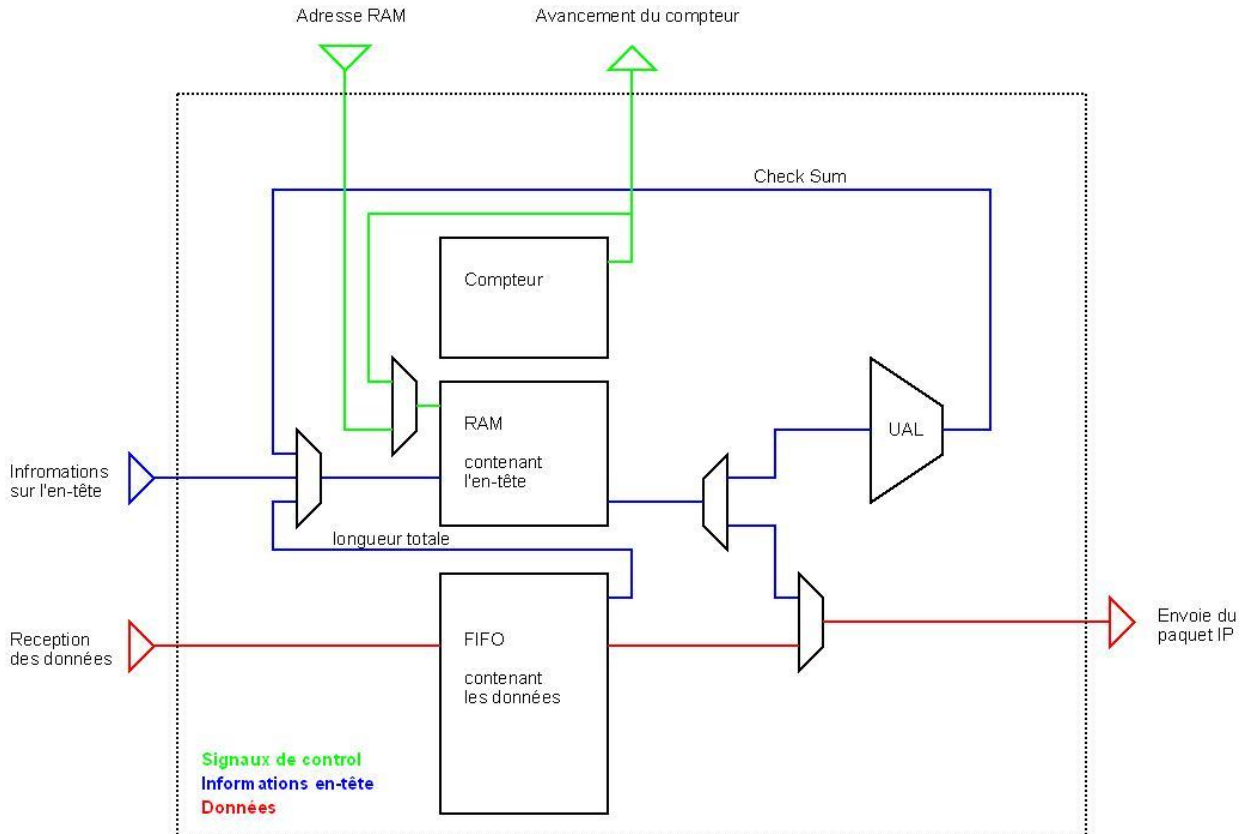 Adresse RAM
Avancement du compteur
Check Sum
Compteur
RAM
contenant
l'en-tête
UAL
Infromations
sur l'en-tête
longueur totale
FIFO
contenant
les données
Reception
des données
Envoie du
paquet IP
Signaux de control
Informations en-tête
Données